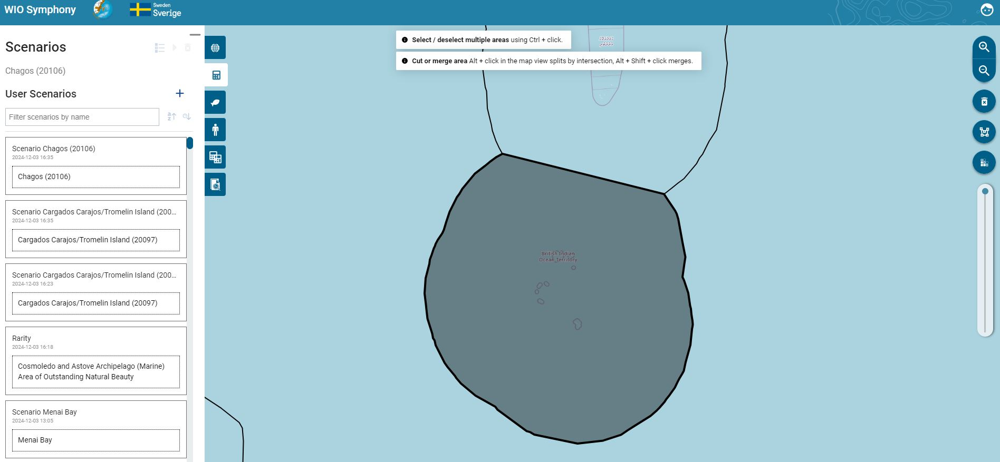 WIO Symphony
Sweden
Sverige
Scenarios
Chagos (20106)
User Scenarios
Filter scenarios by name
Scenario Chagos (20106)
2024-12-03 16:35
Chagos (20106)
Scenario Cargados Carajos/Tromelin Island (200...
2024-12-03 16:35
Cargados Carajos/Tromelin Island (20097)
Scenario Cargados Carajos/Tromelin Island (200...
2024-12-03 16:23
Cargados Carajos/Tromelin Island (20097)
Rarity
2024-12-03 16:18
Cosmoledo and Astove Archipelago (Marine)
Area of Outstanding Natural Beauty
Scenario Menai Bay
2024-12-03 13:05
Menai Bay
Select / deselect multiple areas using Ctrl + click.
Cut or merge area Alt + click in the map view splits by intersection, Alt + Shift + click merges.
British Indian
Ocean Territory